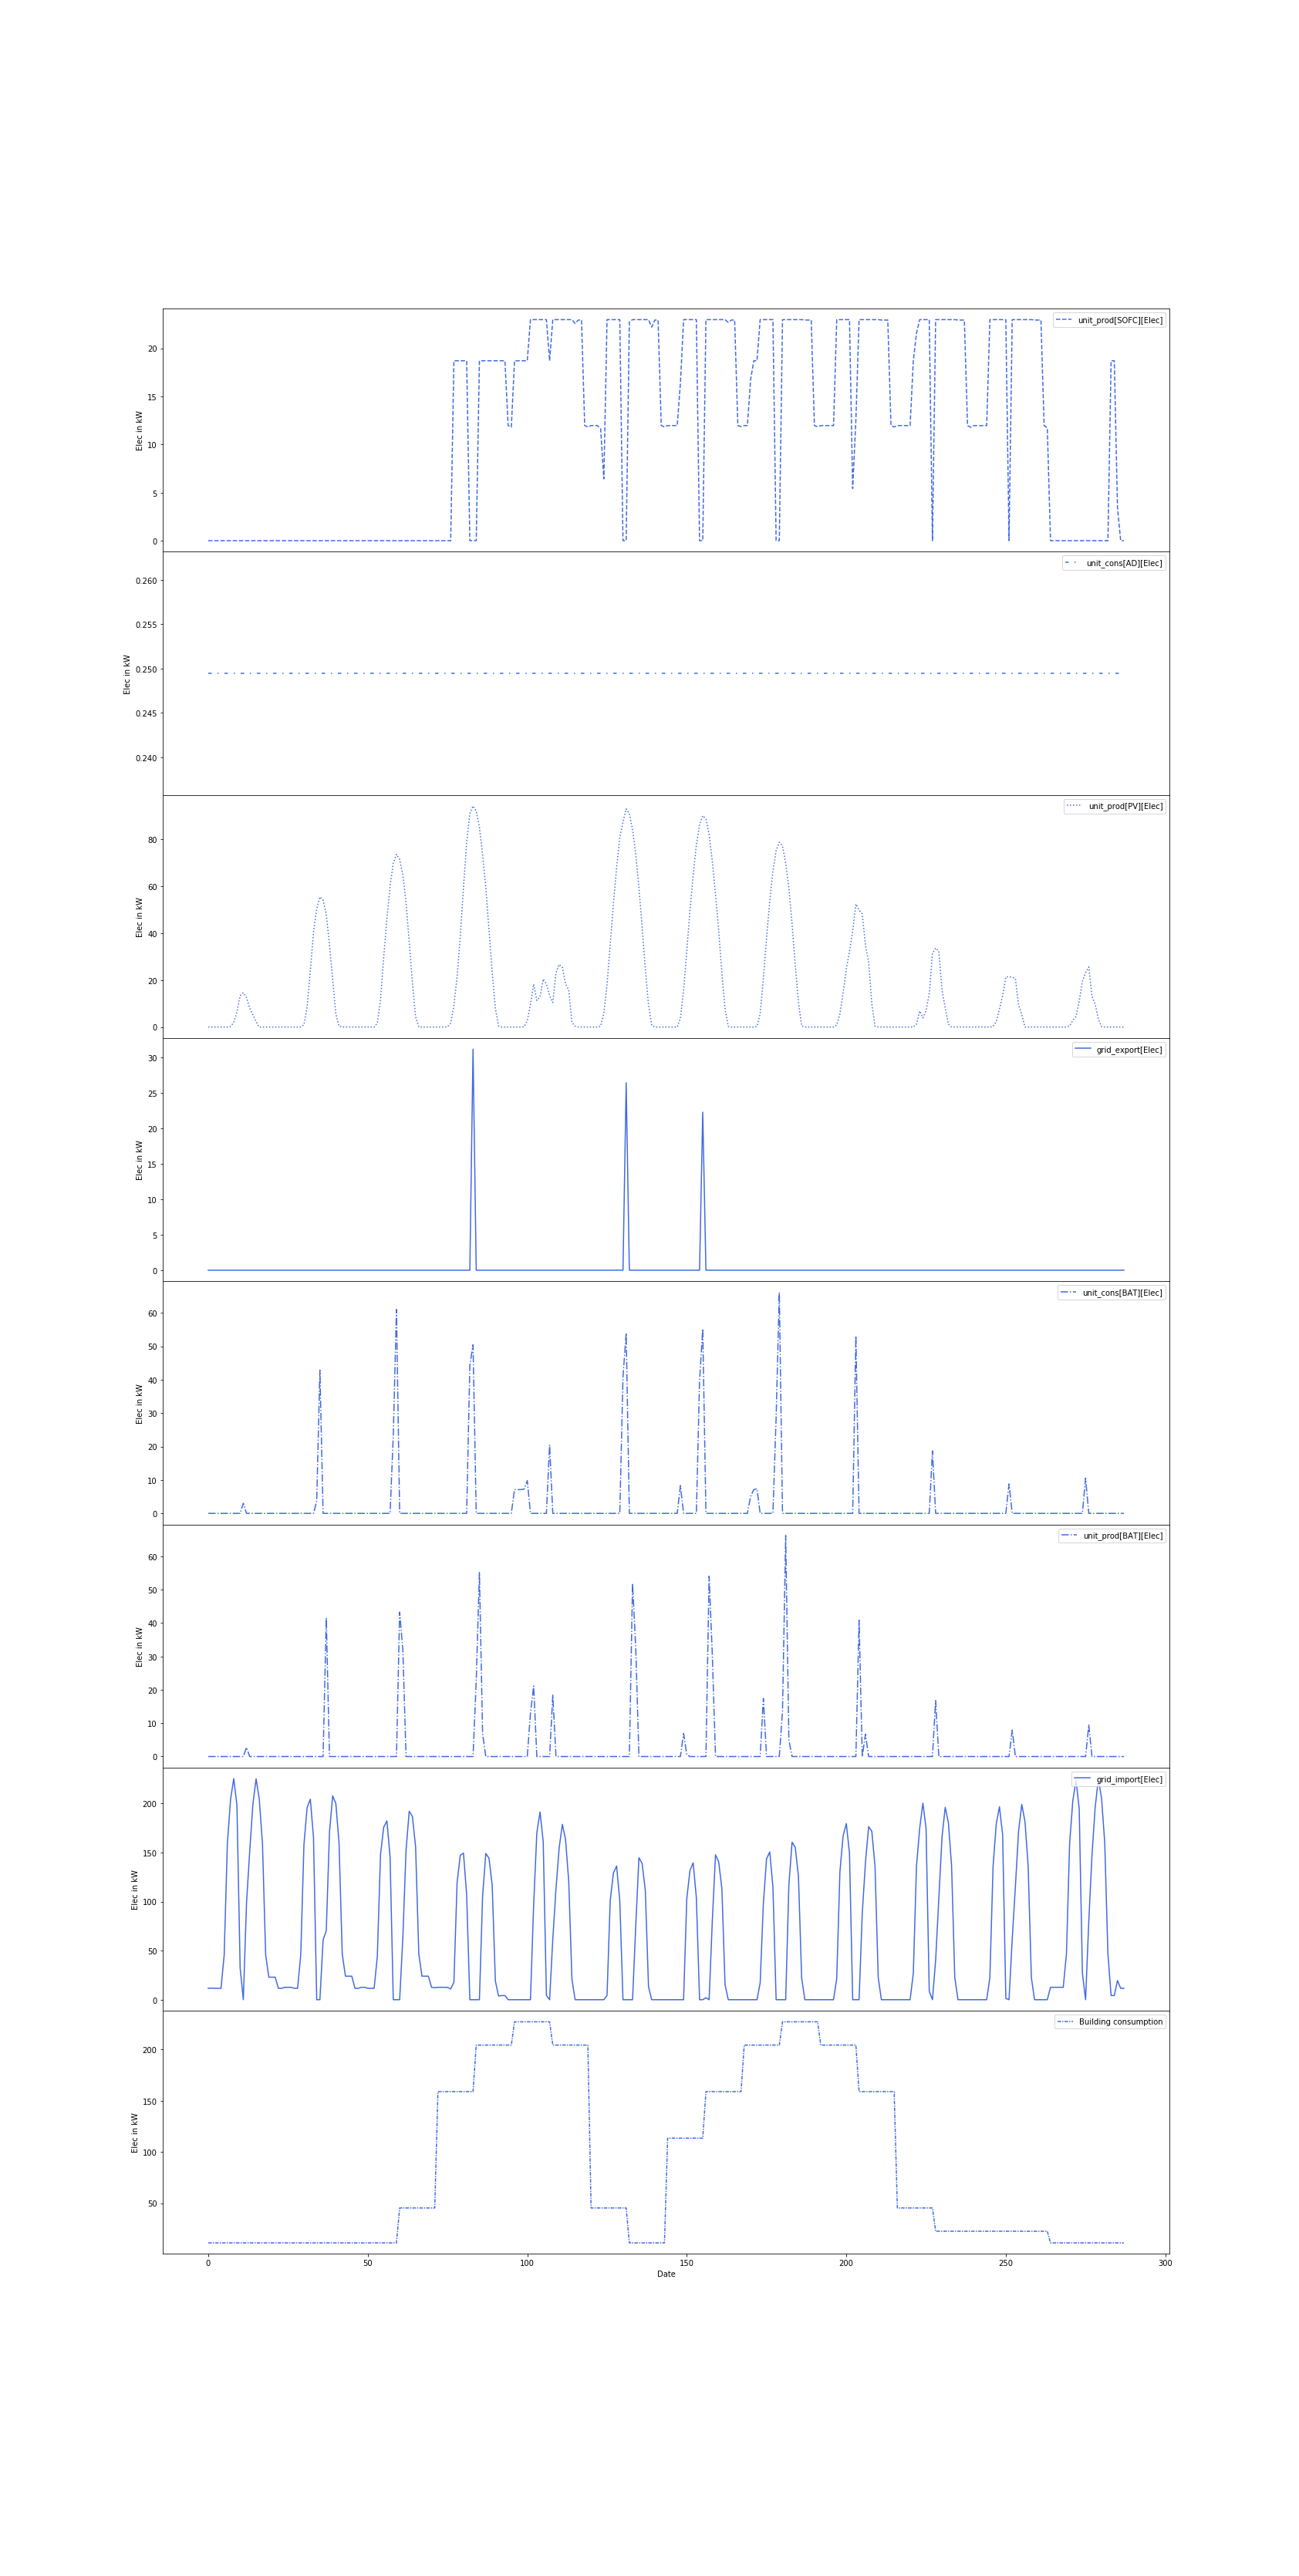 unit_prod[SOFC][Elec]
20
15
10
5
0
Elec in kW
unit_cons[AD][Elec]
0.260
0.255
0.250
0.245
0.240
Elec in kW
unit_prod[PV][Elec]
80
60
40
20
0
Elec in kW
grid_export[Elec]
30
25
20
15
10
5
0
Elec in kW
unit_cons[BAT][Elec]
60
50
40
30
20
10
0
Elec in kW
unit_prod[BAT][Elec]
60
50
40
30
20
10
0
Elec in kW
grid_import[Elec]
200
150
100
50
0
Elec in kW
Building consumption
200
150
100
50
Elec in kW
0 50 100 150 200 250 300
Date